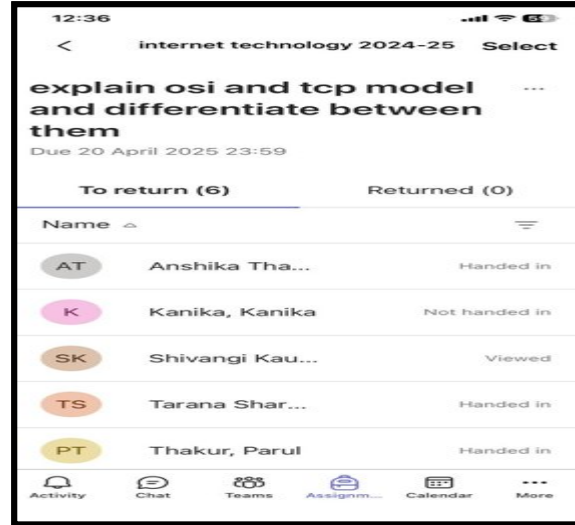 12:36
59
internet technology 2024-25 Select
explain osi and tcp model
and differentiate between
them
Due 20 April 2025 23:59
To return (6) Returned (0)
Name
AT Anshika Tha... Handed in
K Kanika, Kanika Not handed in
SK Shivangi Kau... Viewed
TS Tarana Shar... Handed in
PT Thakur, Parul Handed in
Activity Chat Teams Assignm... Calendar More